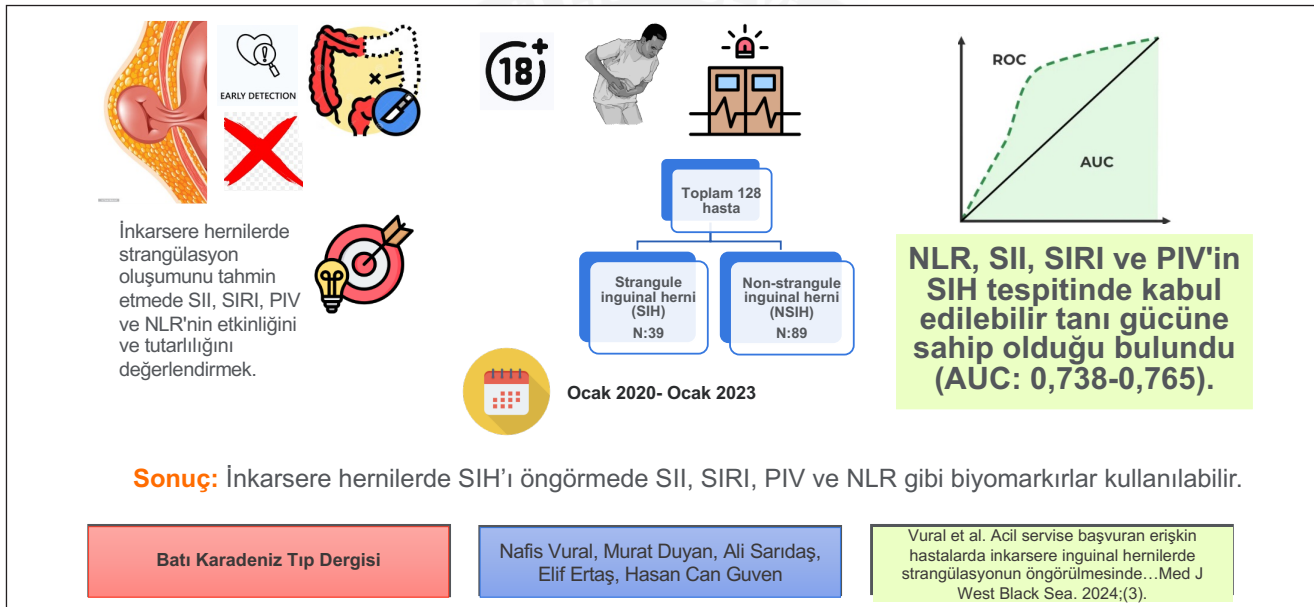 EARLY DETECTION
İnkarsere hernilerde
strangülasyon
oluşumunu tahmin
etmede SII, SIRI, PIV
ve NLR'nin etkinliğini
ve tutarlılığını
değerlendirmek.
18+
Toplam 128
hasta
Strangule
inguinal herni
(SIH)
N:39
Non-strangule
inguinal herni
(NSIH)
N:89
Ocak 2020- Ocak 2023
ROC
AUC
NLR, SII, SIRI ve PIV'in
SIH tespitinde kabul
edilebilir tanı gücüne
sahip olduğu bulundu
(AUC: 0,738-0,765).
Sonuç: İnkarsere hernilerde SIH'ı öngörmede SII, SIRI, PIV ve NLR gibi biyomarkırlar kullanılabilir.
Batı Karadeniz Tıp Dergisi
Nafis Vural, Murat Duyan, Ali Sarıdaş,
Elif Ertaş, Hasan Can Guven
Vural et al. Acil servise başvuran erişkin
hastalarda inkarsere inguinal hernilerde
strangülasyonun öngörülmesinde…Med J
West Black Sea. 2024;(3).